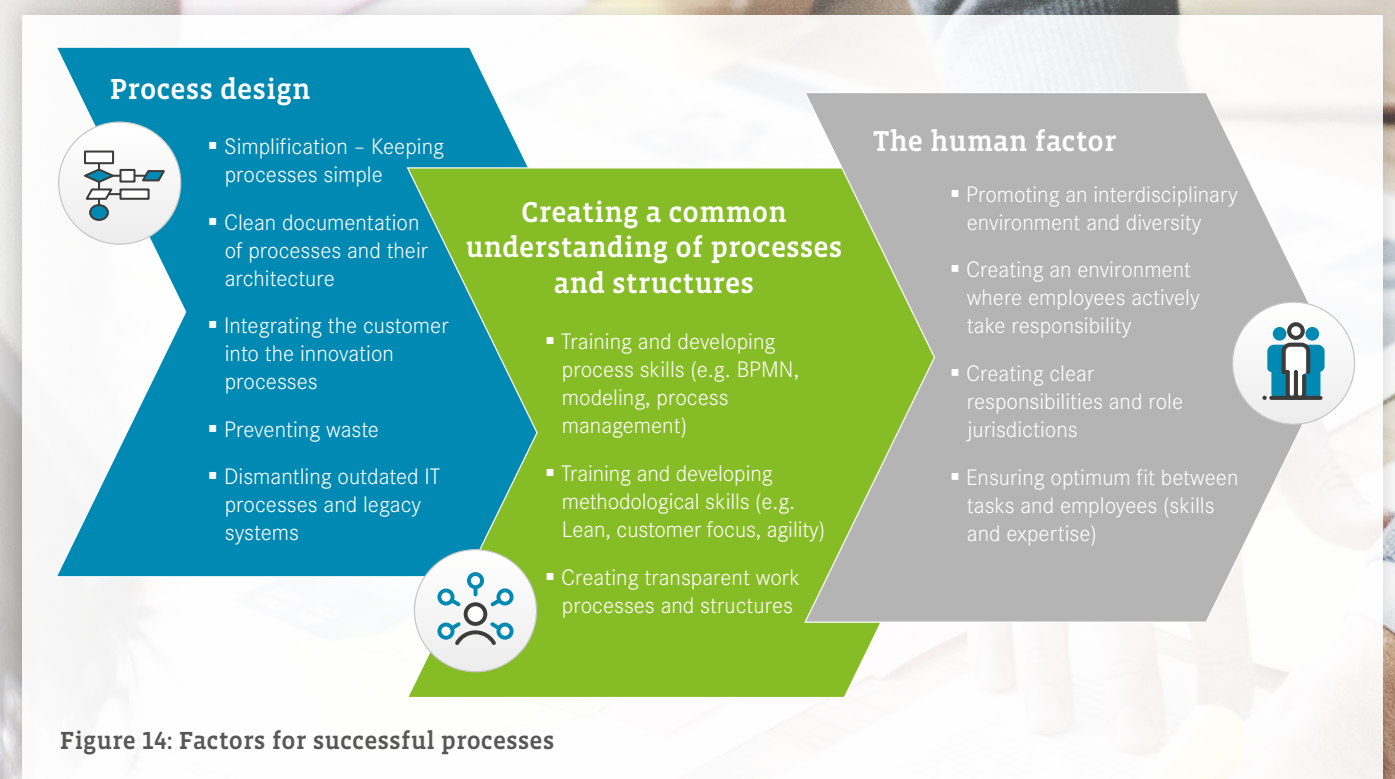 Process design
▪ Simplification – Keeping
processes simple
▪ Clean documentation
of processes and their
architecture
▪ Integrating the customer
into the innovation
processes
▪ Preventing waste
▪ Dismantling outdated IT
processes and legacy
systems
Creating a common
understanding of processes
and structures
▪ Training and developing
process skills (e.g. BPMN,
modeling, process
management)
▪ Training and developing
methodological skills (e.g.
Lean, customer focus, agility)
▪ Creating transparent work
processes and structures
The human factor
▪ Promoting an interdisciplinary
environment and diversity
▪ Creating an environment
where employees actively
take responsibility
▪ Creating clear
responsibilities and role
jurisdictions
▪ Ensuring optimum fit between
tasks and employees (skills
and expertise)
Figure 14: Factors for successful processes